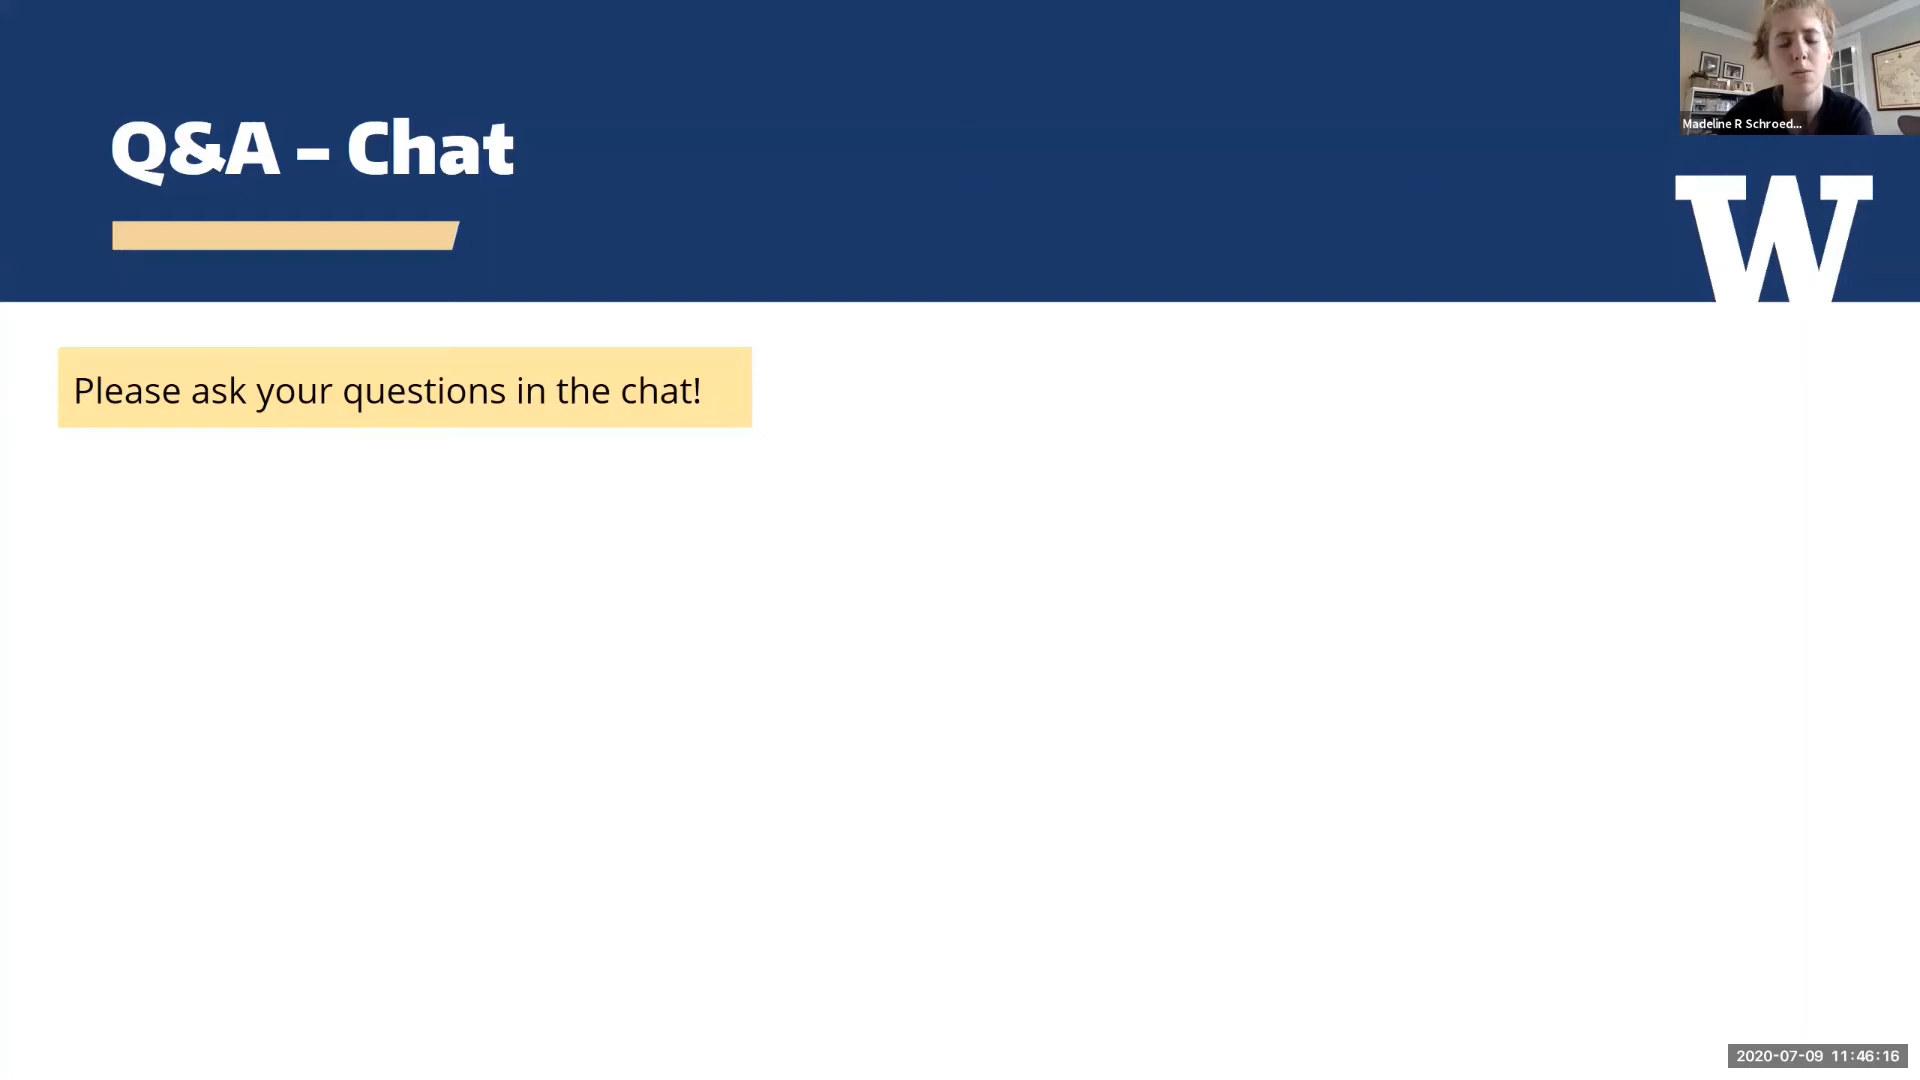 Madeline R Schroed...
Q&A – Chat
W
Please ask your questions in the chat!
2020-07-09 11:46:16